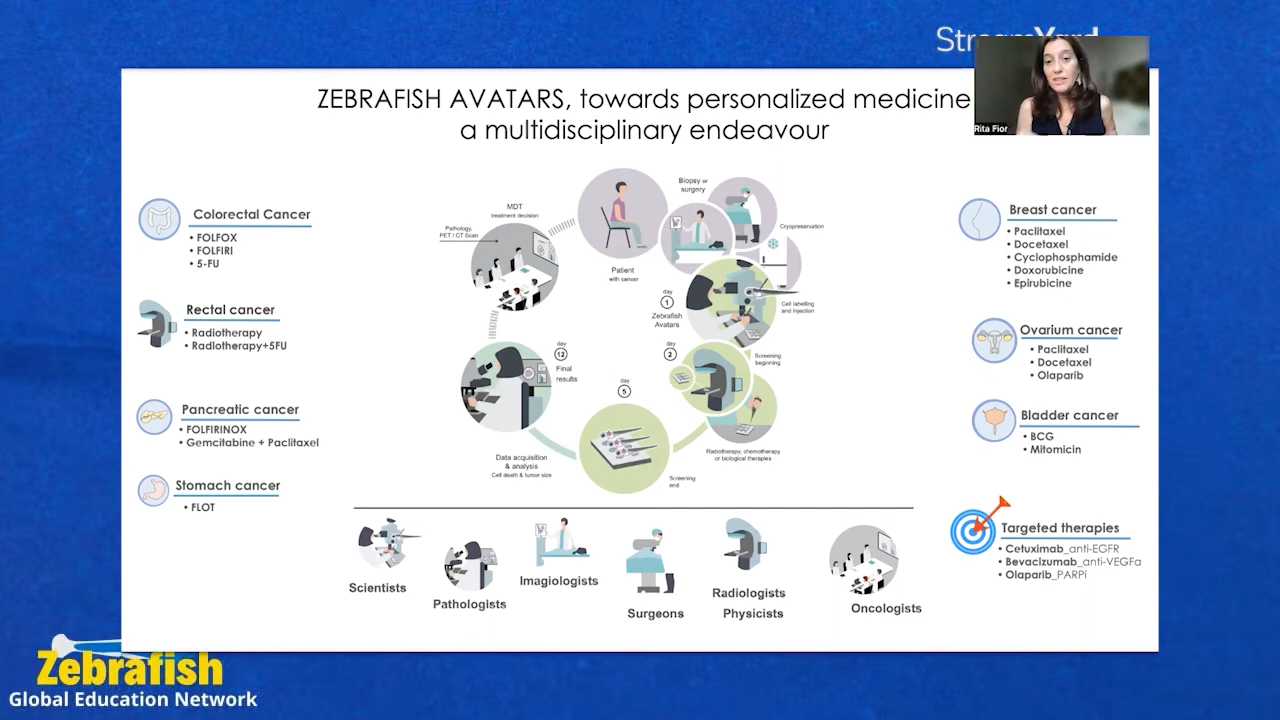 StreamYard
Rita Fior
ZEBRAFISH AVATARS, towards personalized medicine
a multidisciplinary endeavour
Colorectal Cancer
• FOLFOX
• FOLFIRI
• 5-FU
Rectal cancer
• Radiotherapy
• Radiotherapy+5FU
Pancreatic cancer
• FOLFIRINOX
• Gemcitabine + Paclitaxel
Stomach cancer
• FLOT
MDT
treatment decision
Pathology,
PET / CT Scan
Patient
with cancer
Biopsy or
surgery
Cryopreservation
day
1
Zebrafish
Avatars
Cell labelling
and Injection
day
2
Screening
beginning
Radiotherapy, chemotherapy
or biological therapies
day
5
Screening
end
day
12
Final
results
Data acquisition
& analysis
Cell death & tumor size
Breast cancer
• Paclitaxel
• Docetaxel
• Cyclophosphamide
• Doxorubicine
• Epirubicine
Ovarium cancer
• Paclitaxel
• Docetaxel
• Olaparib
Bladder cancer
• BCG
• Mitomicin
Targeted therapies
• Cetuximab_anti-EGFR
• Bevacizumab_anti-VEGFa
• Olaparib_PARPi
Scientists
Pathologists
Imagiologists
Surgeons
Radiologists
Physicists
Oncologists
Zebrafish
Global Education Network